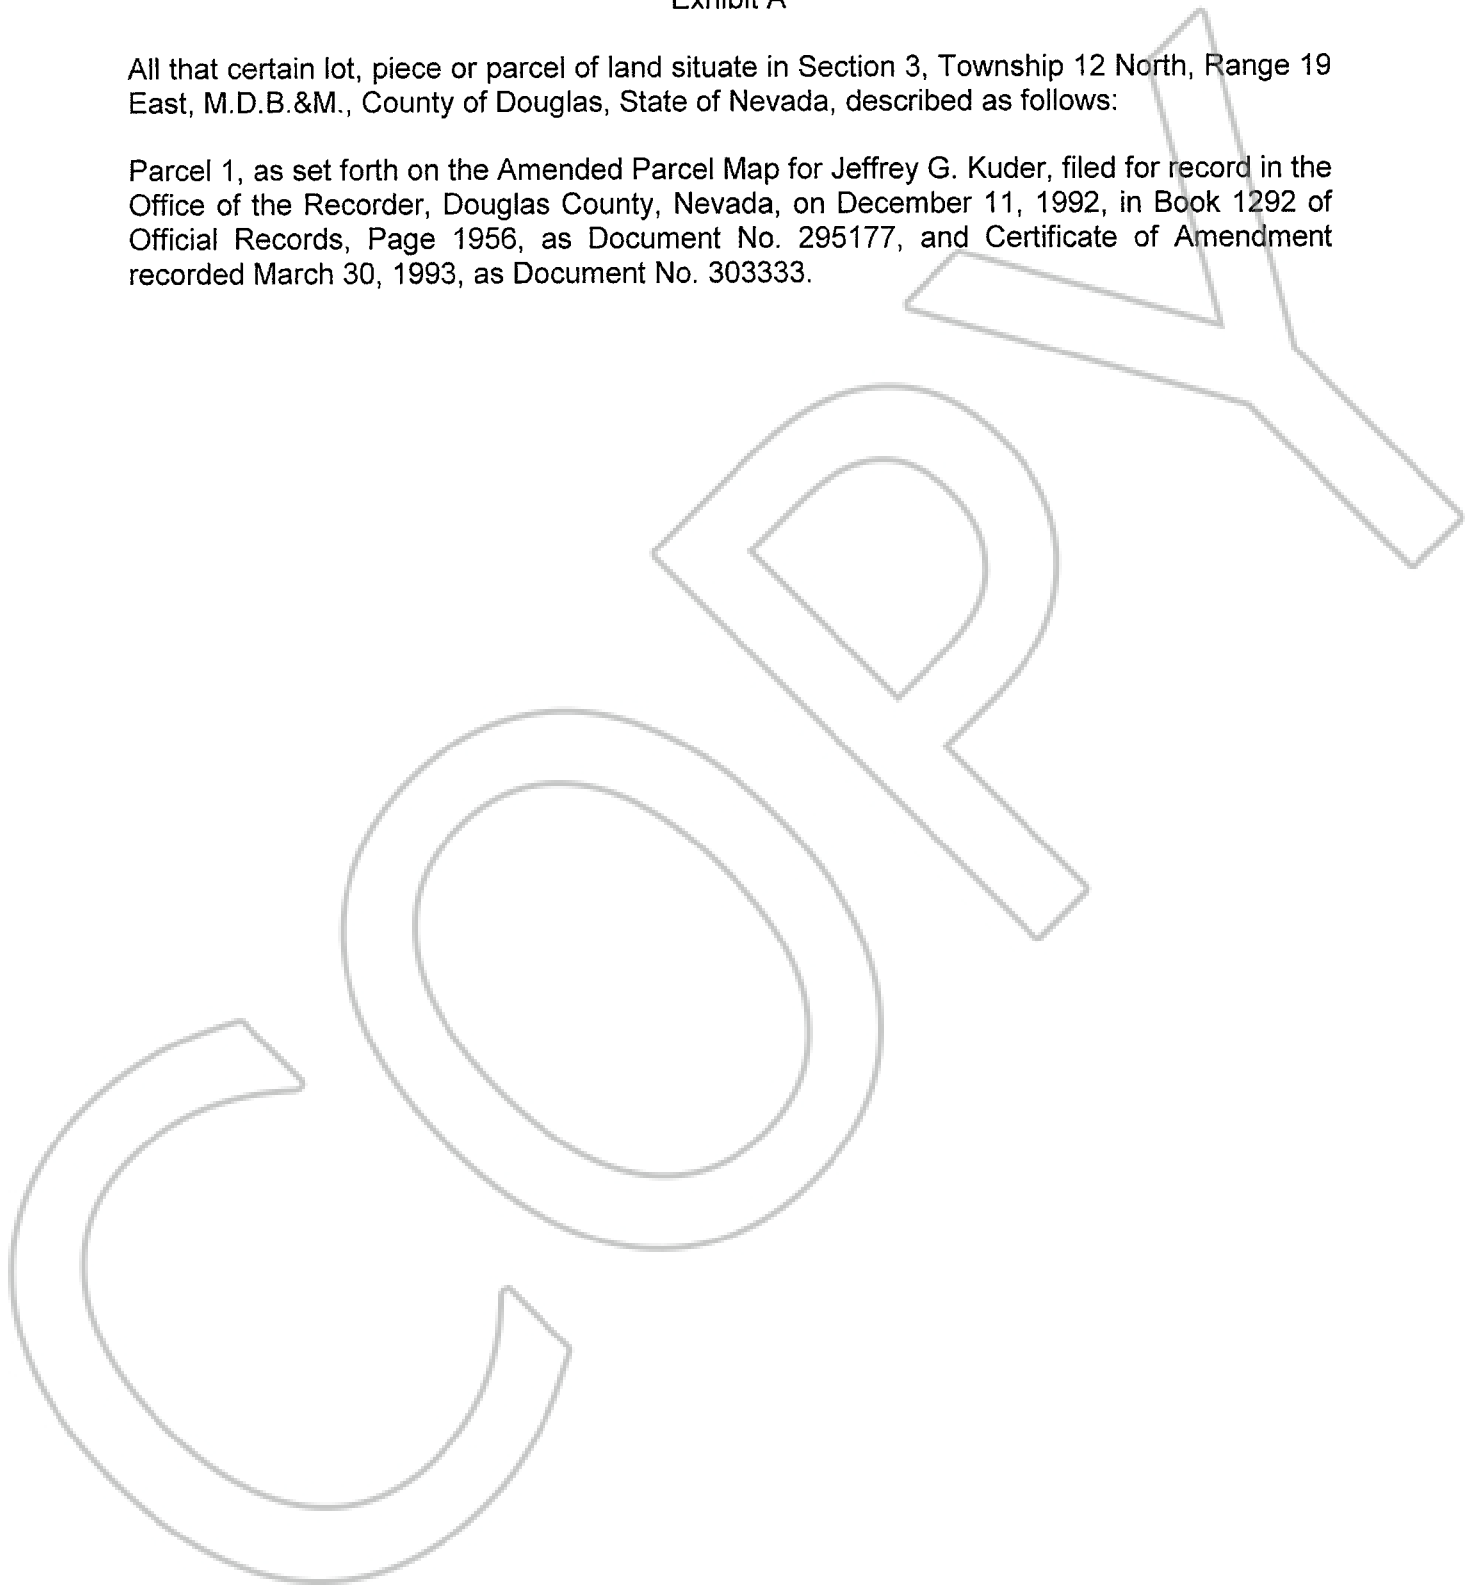 Exhibit A
All that certain lot, piece or parcel of land situate in Section 3, Township 12 North, Range 19
East, M.D.B.&M., County of Douglas, State of Nevada, described as follows:
Parcel 1, as set forth on the Amended Parcel Map for Jeffrey G. Kuder, filed for record in the
Office of the Recorder, Douglas County, Nevada, on December 11, 1992, in Book 1292 of
Official Records, Page 1956, as Document No. 295177, and Certificate of Amendment
recorded March 30, 1993, as Document No. 303333.
COPY